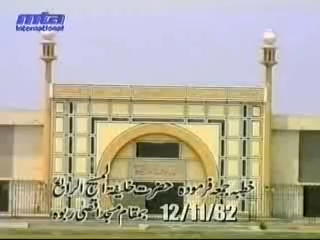 mta
International
خطبہ جمعہ فرمودہ حضرت خلیفۃ المسیح الرابع
بمقام مسجد اقصیٰ ربوہ 12/11/82